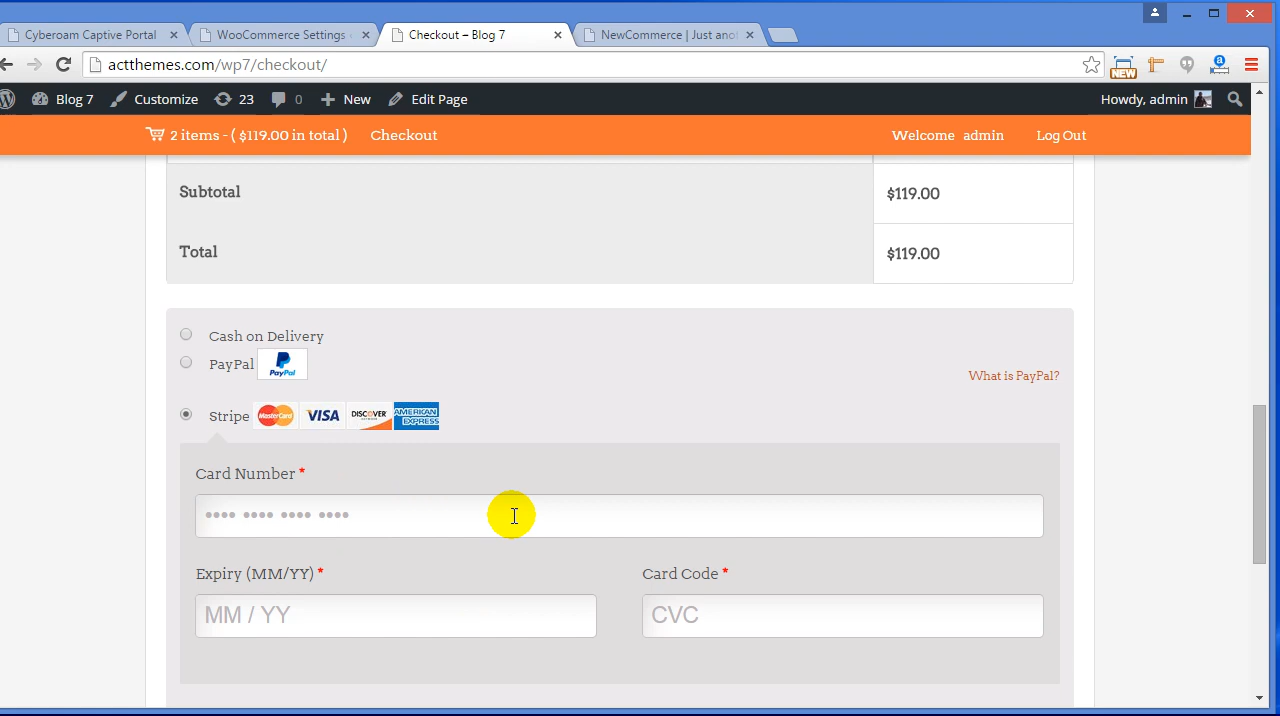 Cyberoam Captive Portal
WooCommerce Settings
Checkout – Blog 7
NewCommerce | Just anot
actthemes.com/wp7/checkout/
NEW
a
Blog 7
Customize
23
0
New
Edit Page
Howdy, admin
2 items - ( $119.00 in total )
Checkout
Welcome admin
Log Out
Subtotal
$119.00
Total
$119.00
Cash on Delivery
PayPal
PayPal
What is PayPal?
Stripe
MasterCard
VISA
DISCOVER
AMERICAN
EXPRESS
Card Number *
•••• •••• •••• ••••
Expiry (MM/YY) *
Card Code *
MM / YY
CVC